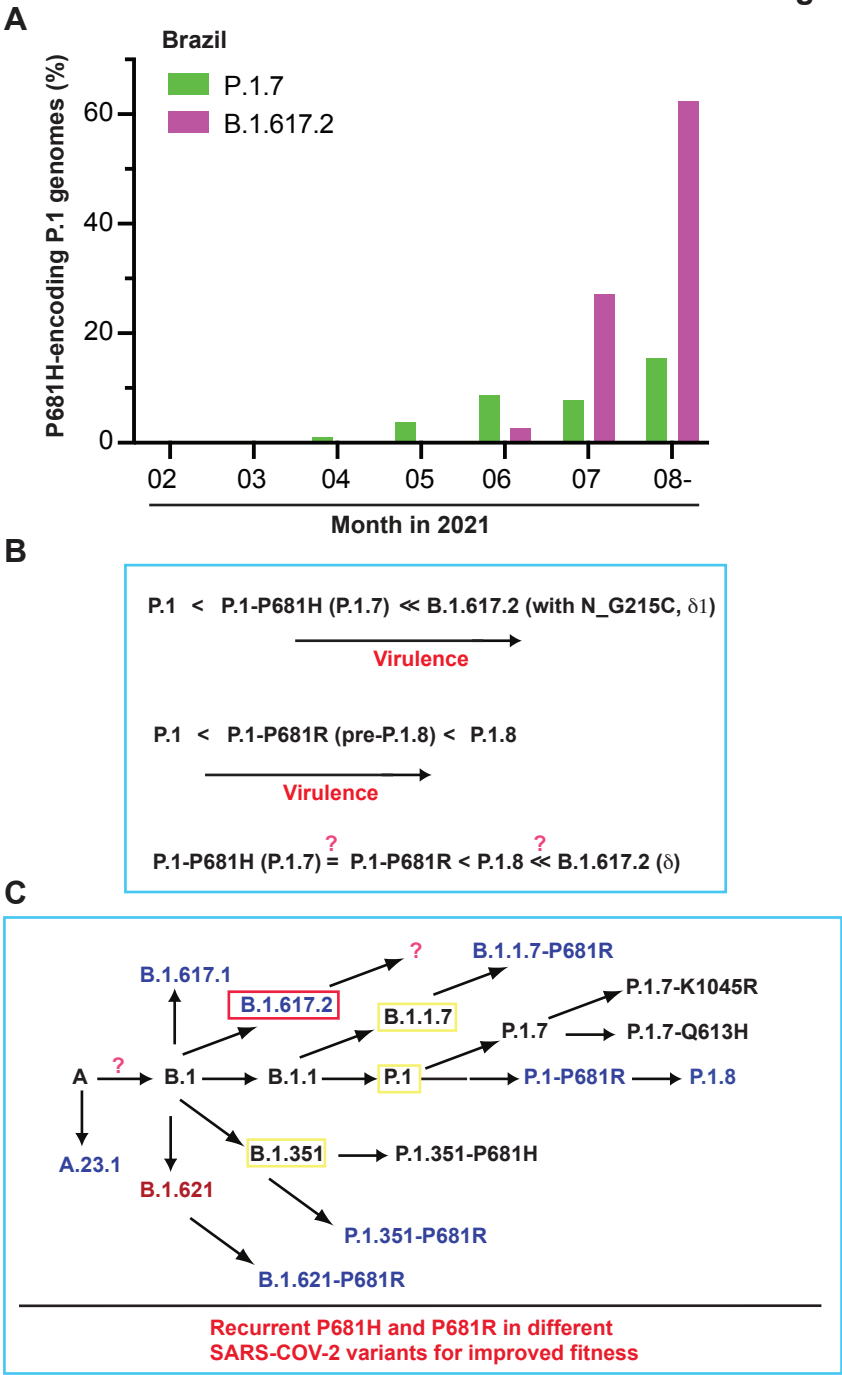 A
Brazil
P.1.7
B.1.617.2
P681H-encoding P.1 genomes (%)
60
40
20
0
02 03 04 05 06 07 08-
Month in 2021
B
P.1 < P.1-P681H (P.1.7) ≪ B.1.617.2 (with N_G215C, δ1)
Virulence
P.1 < P.1-P681R (pre-P.1.8) < P.1.8
Virulence
? ?
P.1-P681H (P.1.7) = P.1-P681R < P.1.8 ≪ B.1.617.2 (δ)
C
? B.1.1.7-P681R
B.1.617.1
B.1.617.2
P.1.7-K1045R
B.1.1.7
P.1.7 P.1.7-Q613H
?
A B.1 B.1.1 P.1 P.1-P681R P.1.8
B.1.351 P.1.351-P681H
A.23.1
B.1.621
P.1.351-P681R
B.1.621-P681R
Recurrent P681H and P681R in different
SARS-COV-2 variants for improved fitness